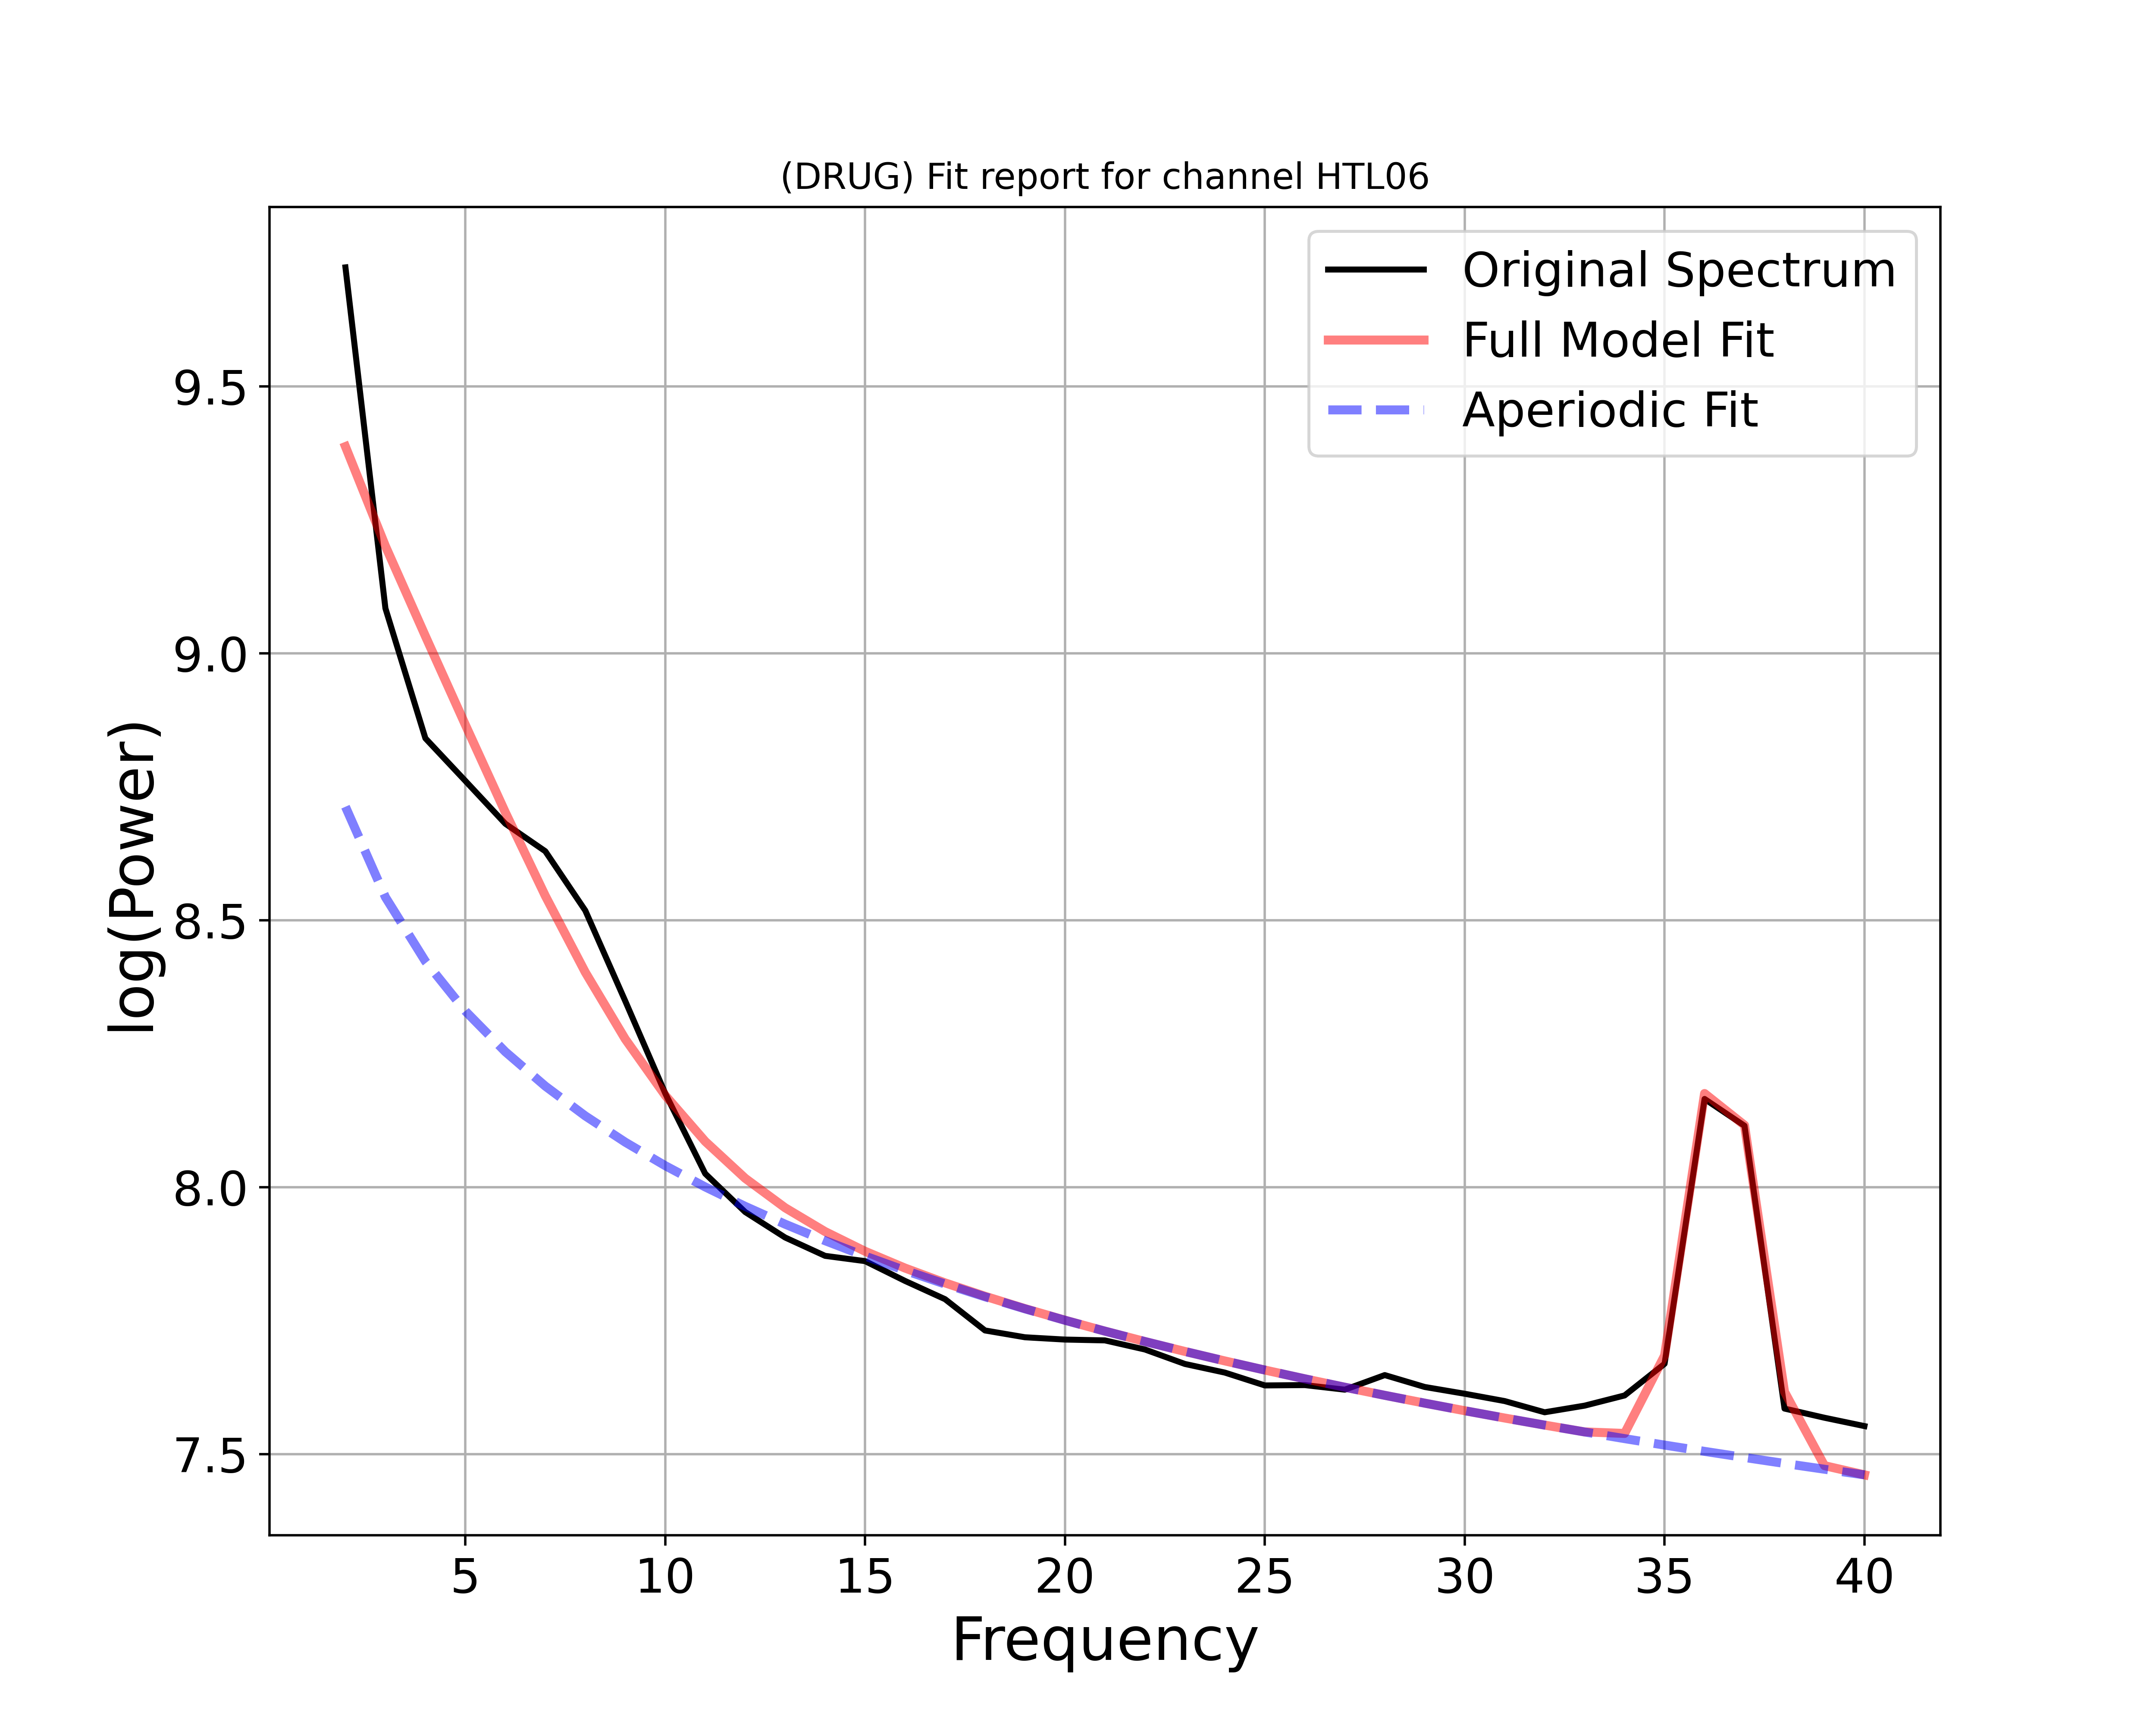 (DRUG) Fit report for channel HTL06
Original Spectrum
Full Model Fit
Aperiodic Fit
log(Power)
9.5
9.0
8.5
8.0
7.5
5 10 15 20 25 30 35 40
Frequency